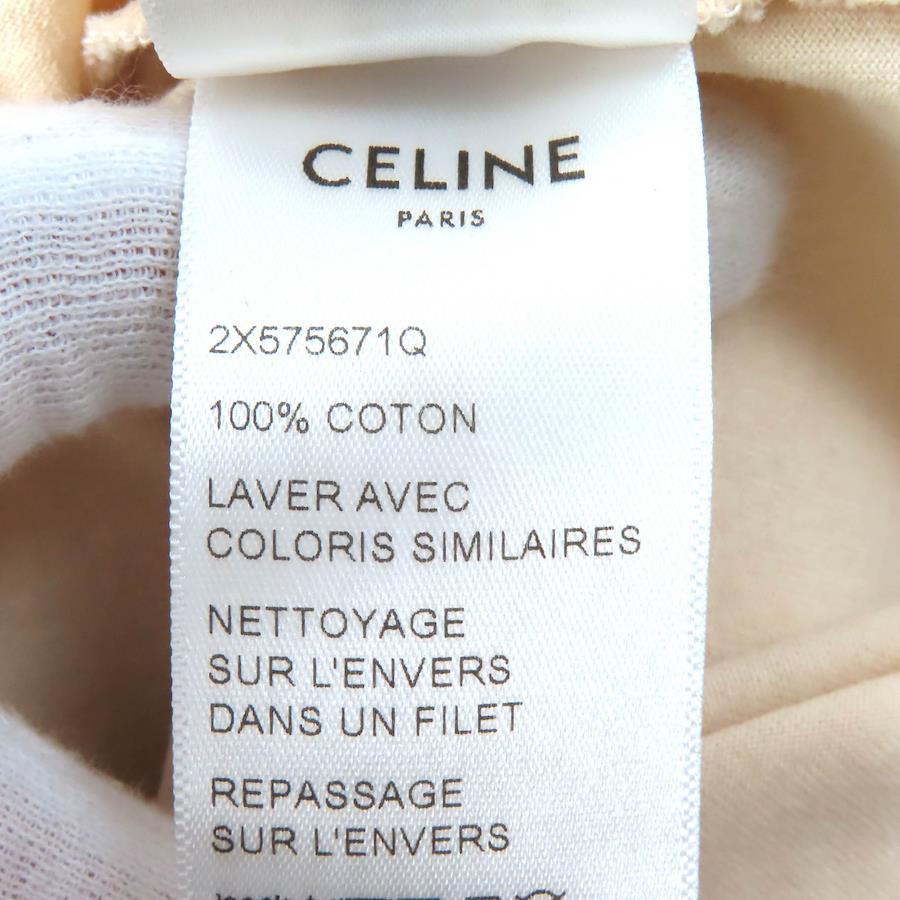 CELINE
PARIS
2X575671Q
100% COTON
LAVER AVEC
COLORIS SIMILAIRES
NETTOYAGE
SUR L'ENVERS
DANS UN FILET
REPASSAGE
SUR L'ENVERS